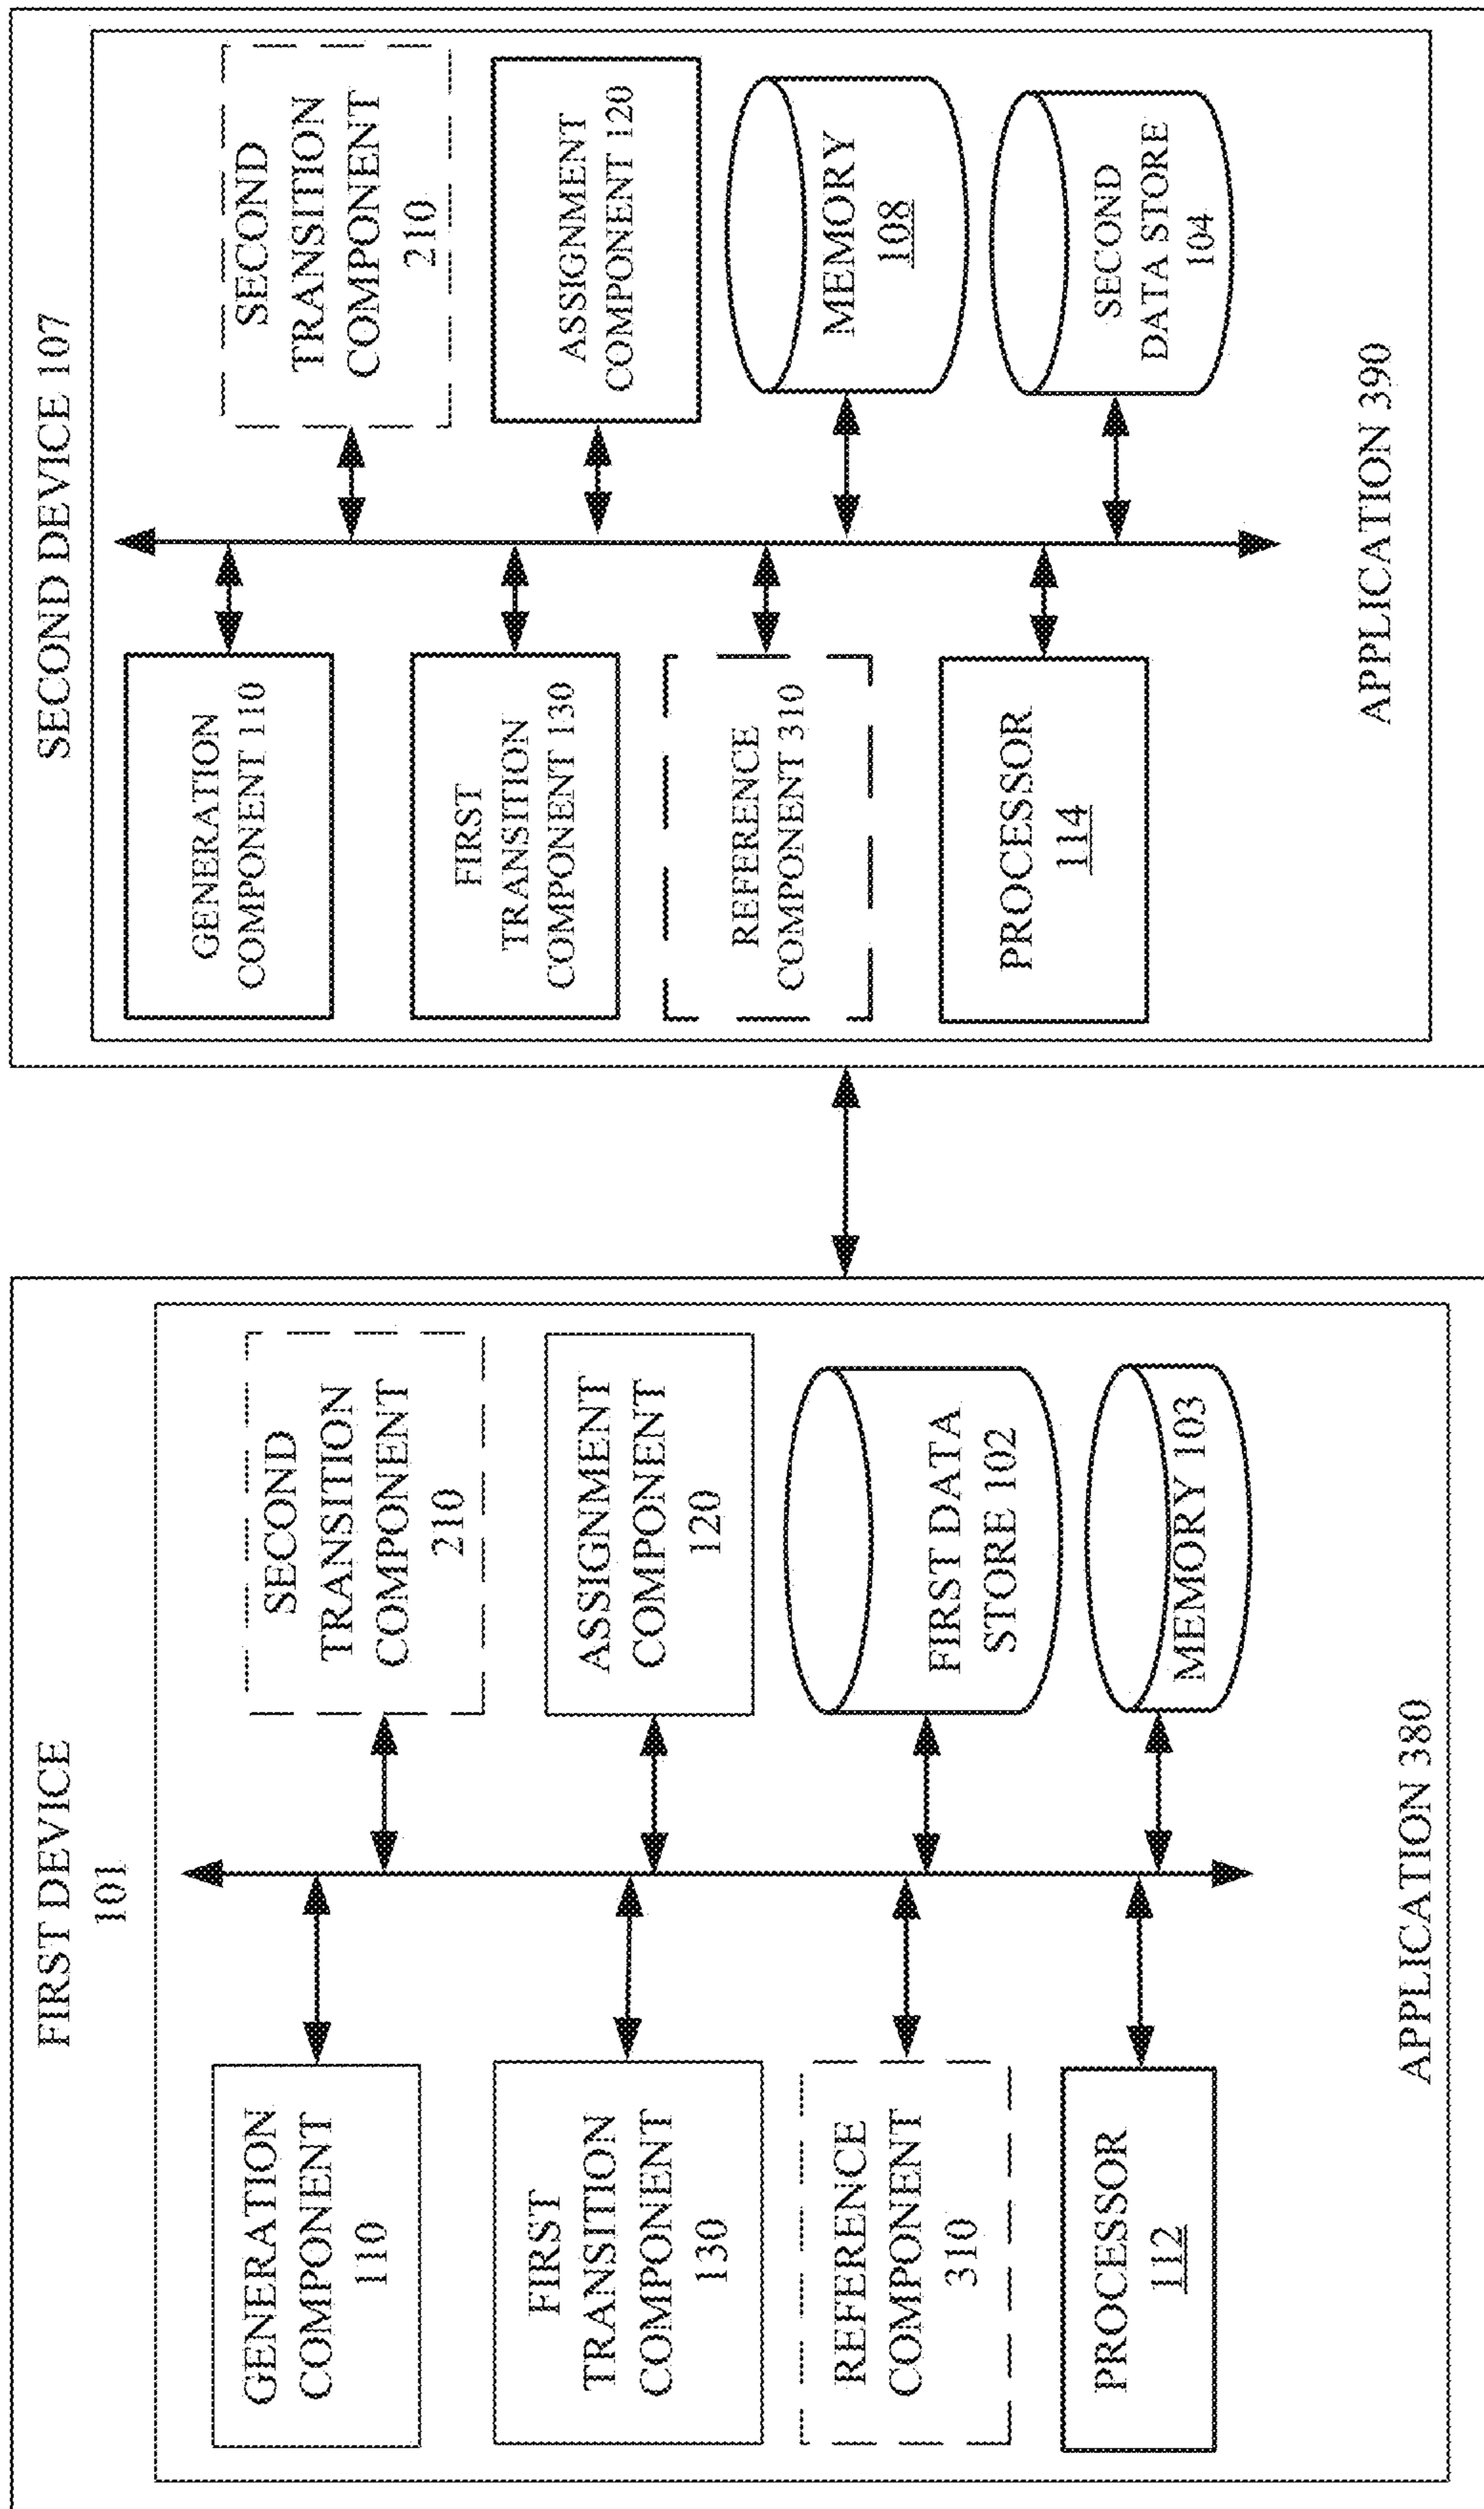 FIRST DEVICE
101
GENERATION
COMPONENT
110
SECOND
TRANSITION
COMPONENT
210
FIRST
TRANSITION
COMPONENT
130
ASSIGNMENT
COMPONENT
120
REFERENCE
COMPONENT
310
FIRST DATA
STORE 102
PROCESSOR
112
MEMORY 103
APPLICATION 380
SECOND DEVICE 107
GENERATION
COMPONENT 110
SECOND
TRANSITION
COMPONENT
210
FIRST
TRANSITION
COMPONENT 130
ASSIGNMENT
COMPONENT 120
REFERENCE
COMPONENT 310
MEMORY
108
PROCESSOR
114
SECOND
DATA STORE
104
APPLICATION 390